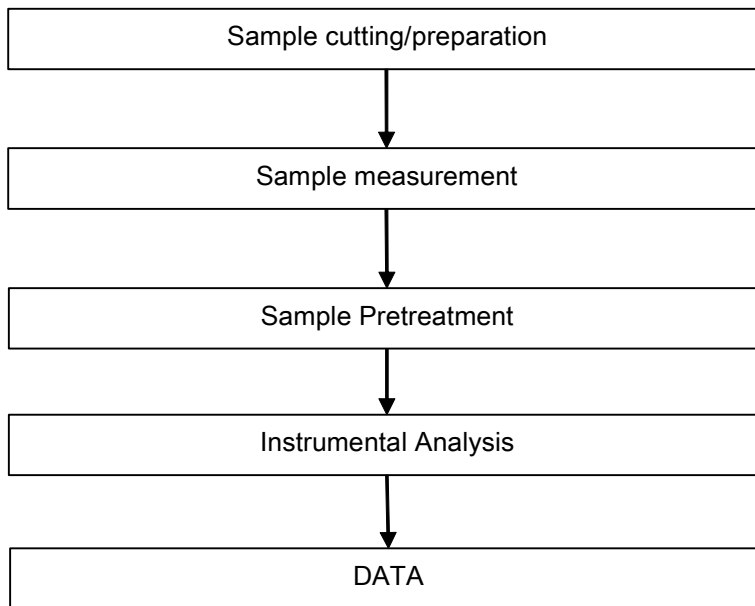 Sample cutting/preparation
Sample measurement
Sample Pretreatment
Instrumental Analysis
DATA